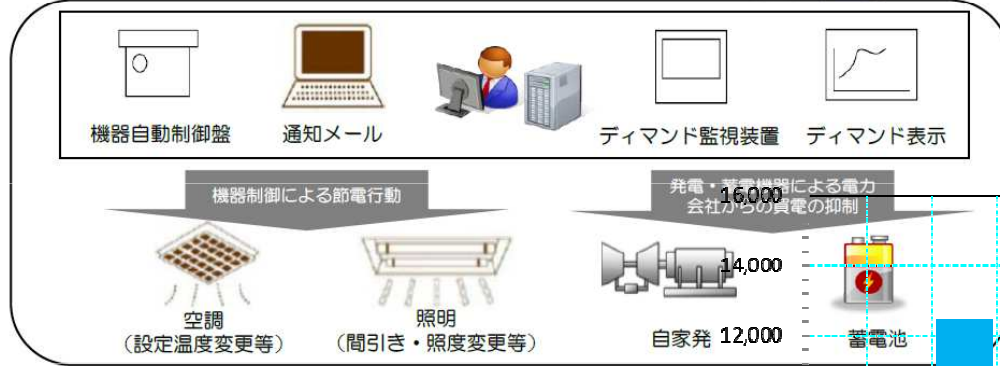 機器自動制御盤
通知メール
ディマンド監視装置
ディマンド表示
機器制御による節電行動
発電・蓄電機器による電力
会社からの買電の抑制
16,000
14,000
12,000
空調
(設定温度変更等)
照明
(間引き・照度変更等)
自家発
蓄電池